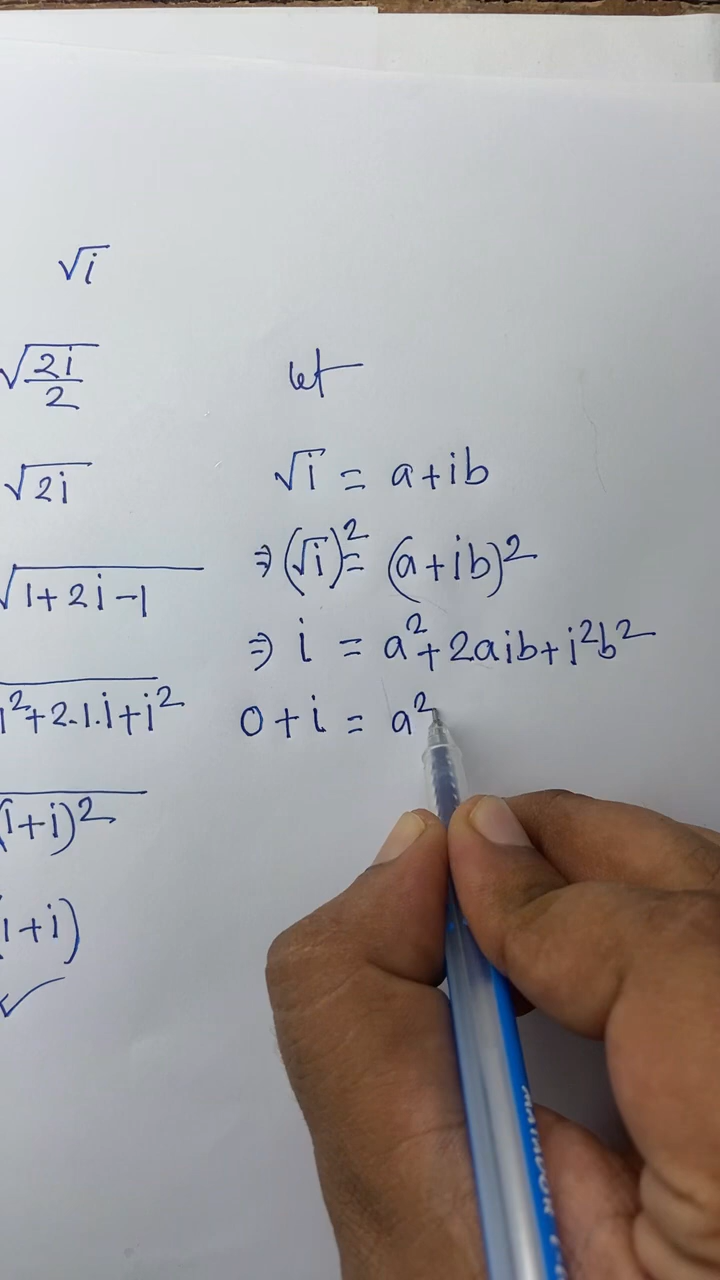 √i
√2i/2
√2i
√1+2i-1
1²+2.1.i+i²
(1+i)²
(1+i)
✓
let
√i = a+ib
⇒ (√i)² = (a+ib)²
⇒ i = a²+2aib+i²b²
0+i = a²